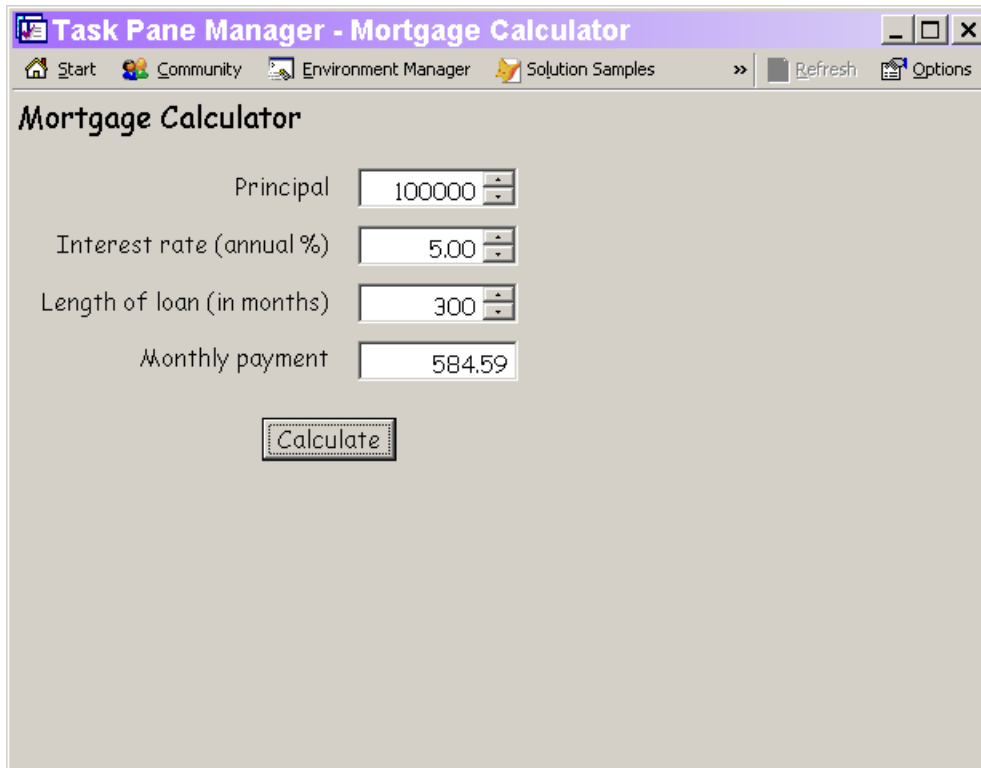 Task Pane Manager - Mortgage Calculator
Start Community Environment Manager Solution Samples » Refresh Options
Mortgage Calculator
Principal 100000
Interest rate (annual %) 5.00
Length of loan (in months) 300
Monthly payment 584.59
Calculate